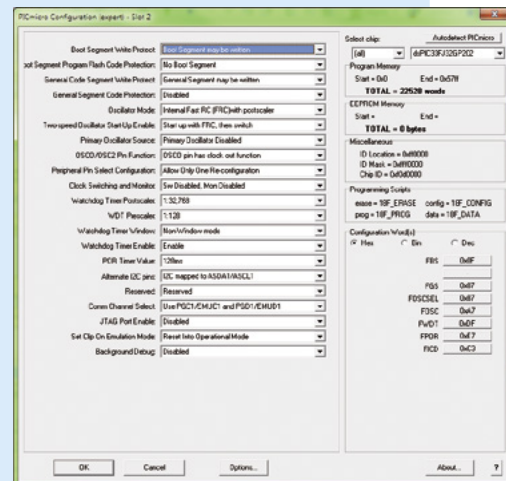 PICmicro Configuration (expert) - Slot 2
Boot Segment Write Protect: Boot Segment may be written
oot Segment Program Flash Code Protection: No Boot Segment
General Code Segment Write Protect: General Segment may be written
General Segment Code Protection: Disabled
Oscillator Mode: Internal Fast RC (FRC) with postscaler
Two-speed Oscillator Start-Up Enable: Start up with FRC, then switch
Primary Oscillator Source: Primary Oscillator Disabled
OSCO/OSC2 Pin Function: OSCO pin has clock out function
Peripheral Pin Select Configuration: Allow Only One Re-configuration
Clock Switching and Monitor: Sw Disabled, Mon Disabled
Watchdog Timer Postscaler: 1:32,768
WDT Prescaler: 1:128
Watchdog Timer Window: Non-Window mode
Watchdog Timer Enable: Enable
POR Timer Value: 128ms
Alternate I2C pins: I2C mapped to ASDA1/ASCL1
Reserved: Reserved
Comm Channel Select: Use PGC1/EMUC1 and PGD1/EMUD1
JTAG Port Enable: Disabled
Set Clip On Emulation Mode: Reset Into Operational Mode
Background Debug: Disabled
OK
Cancel
Options...
Select chip:
Autodetect PICmicro
(all)
dsPIC33FJ32GP202
Program Memory
Start = 0x0 End = 0x57ff
TOTAL = 22528 words
EEPROM Memory
Start = End =
TOTAL = 0 bytes
Miscellaneous
ID Location = 0xff0000
ID Mask = 0xfff0000
Chip ID = 0xf0d0000
Programming Scripts
erase = 18F_ERASE config = 18F_CONFIG
prog = 18F_PROG data = 18F_DATA
Configuration Word(s)
Hex Bin Dec
FBS 0x0F
FGS 0x07
FOSCSEL 0x87
FOSC 0xA7
FWDT 0xDF
FPOR 0xE7
FICD 0xC3
About...
?